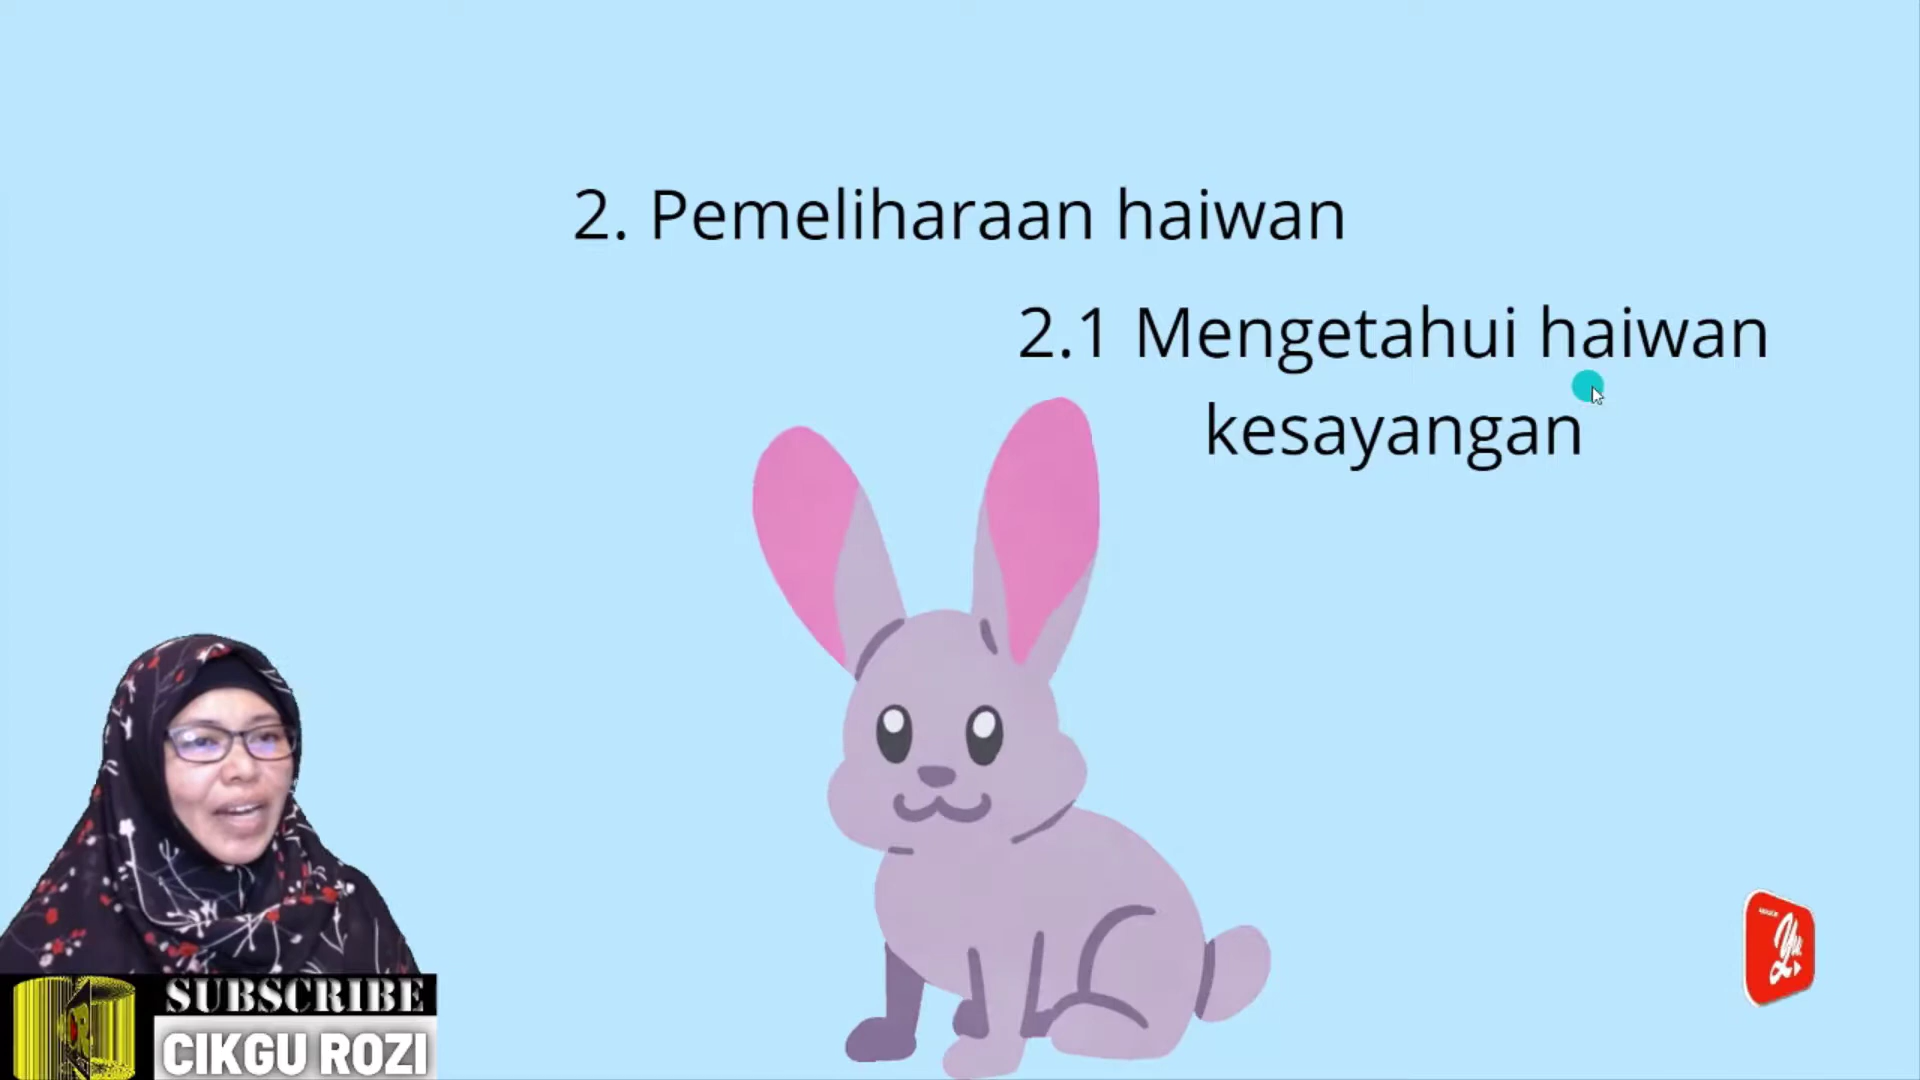 2. Pemeliharaan haiwan
2.1 Mengetahui haiwan
kesayangan
SUBSCRIBE
CIKGU ROZI